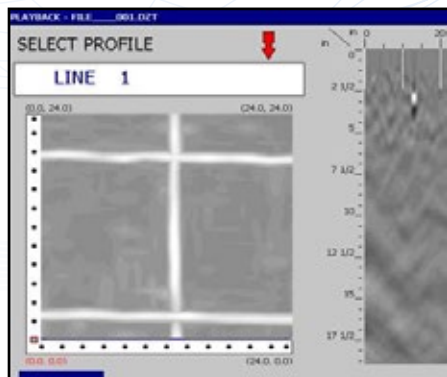 PLAYBACK - FILE____001.DZT
SELECT PROFILE
LINE 1
(0.0, 24.0) (24.0, 24.0)
(0.0, 0.0) (24.0, 0.0)
in in 0 20
0
2 1/2
5
7 1/2
10
12 1/2
15
17 1/2